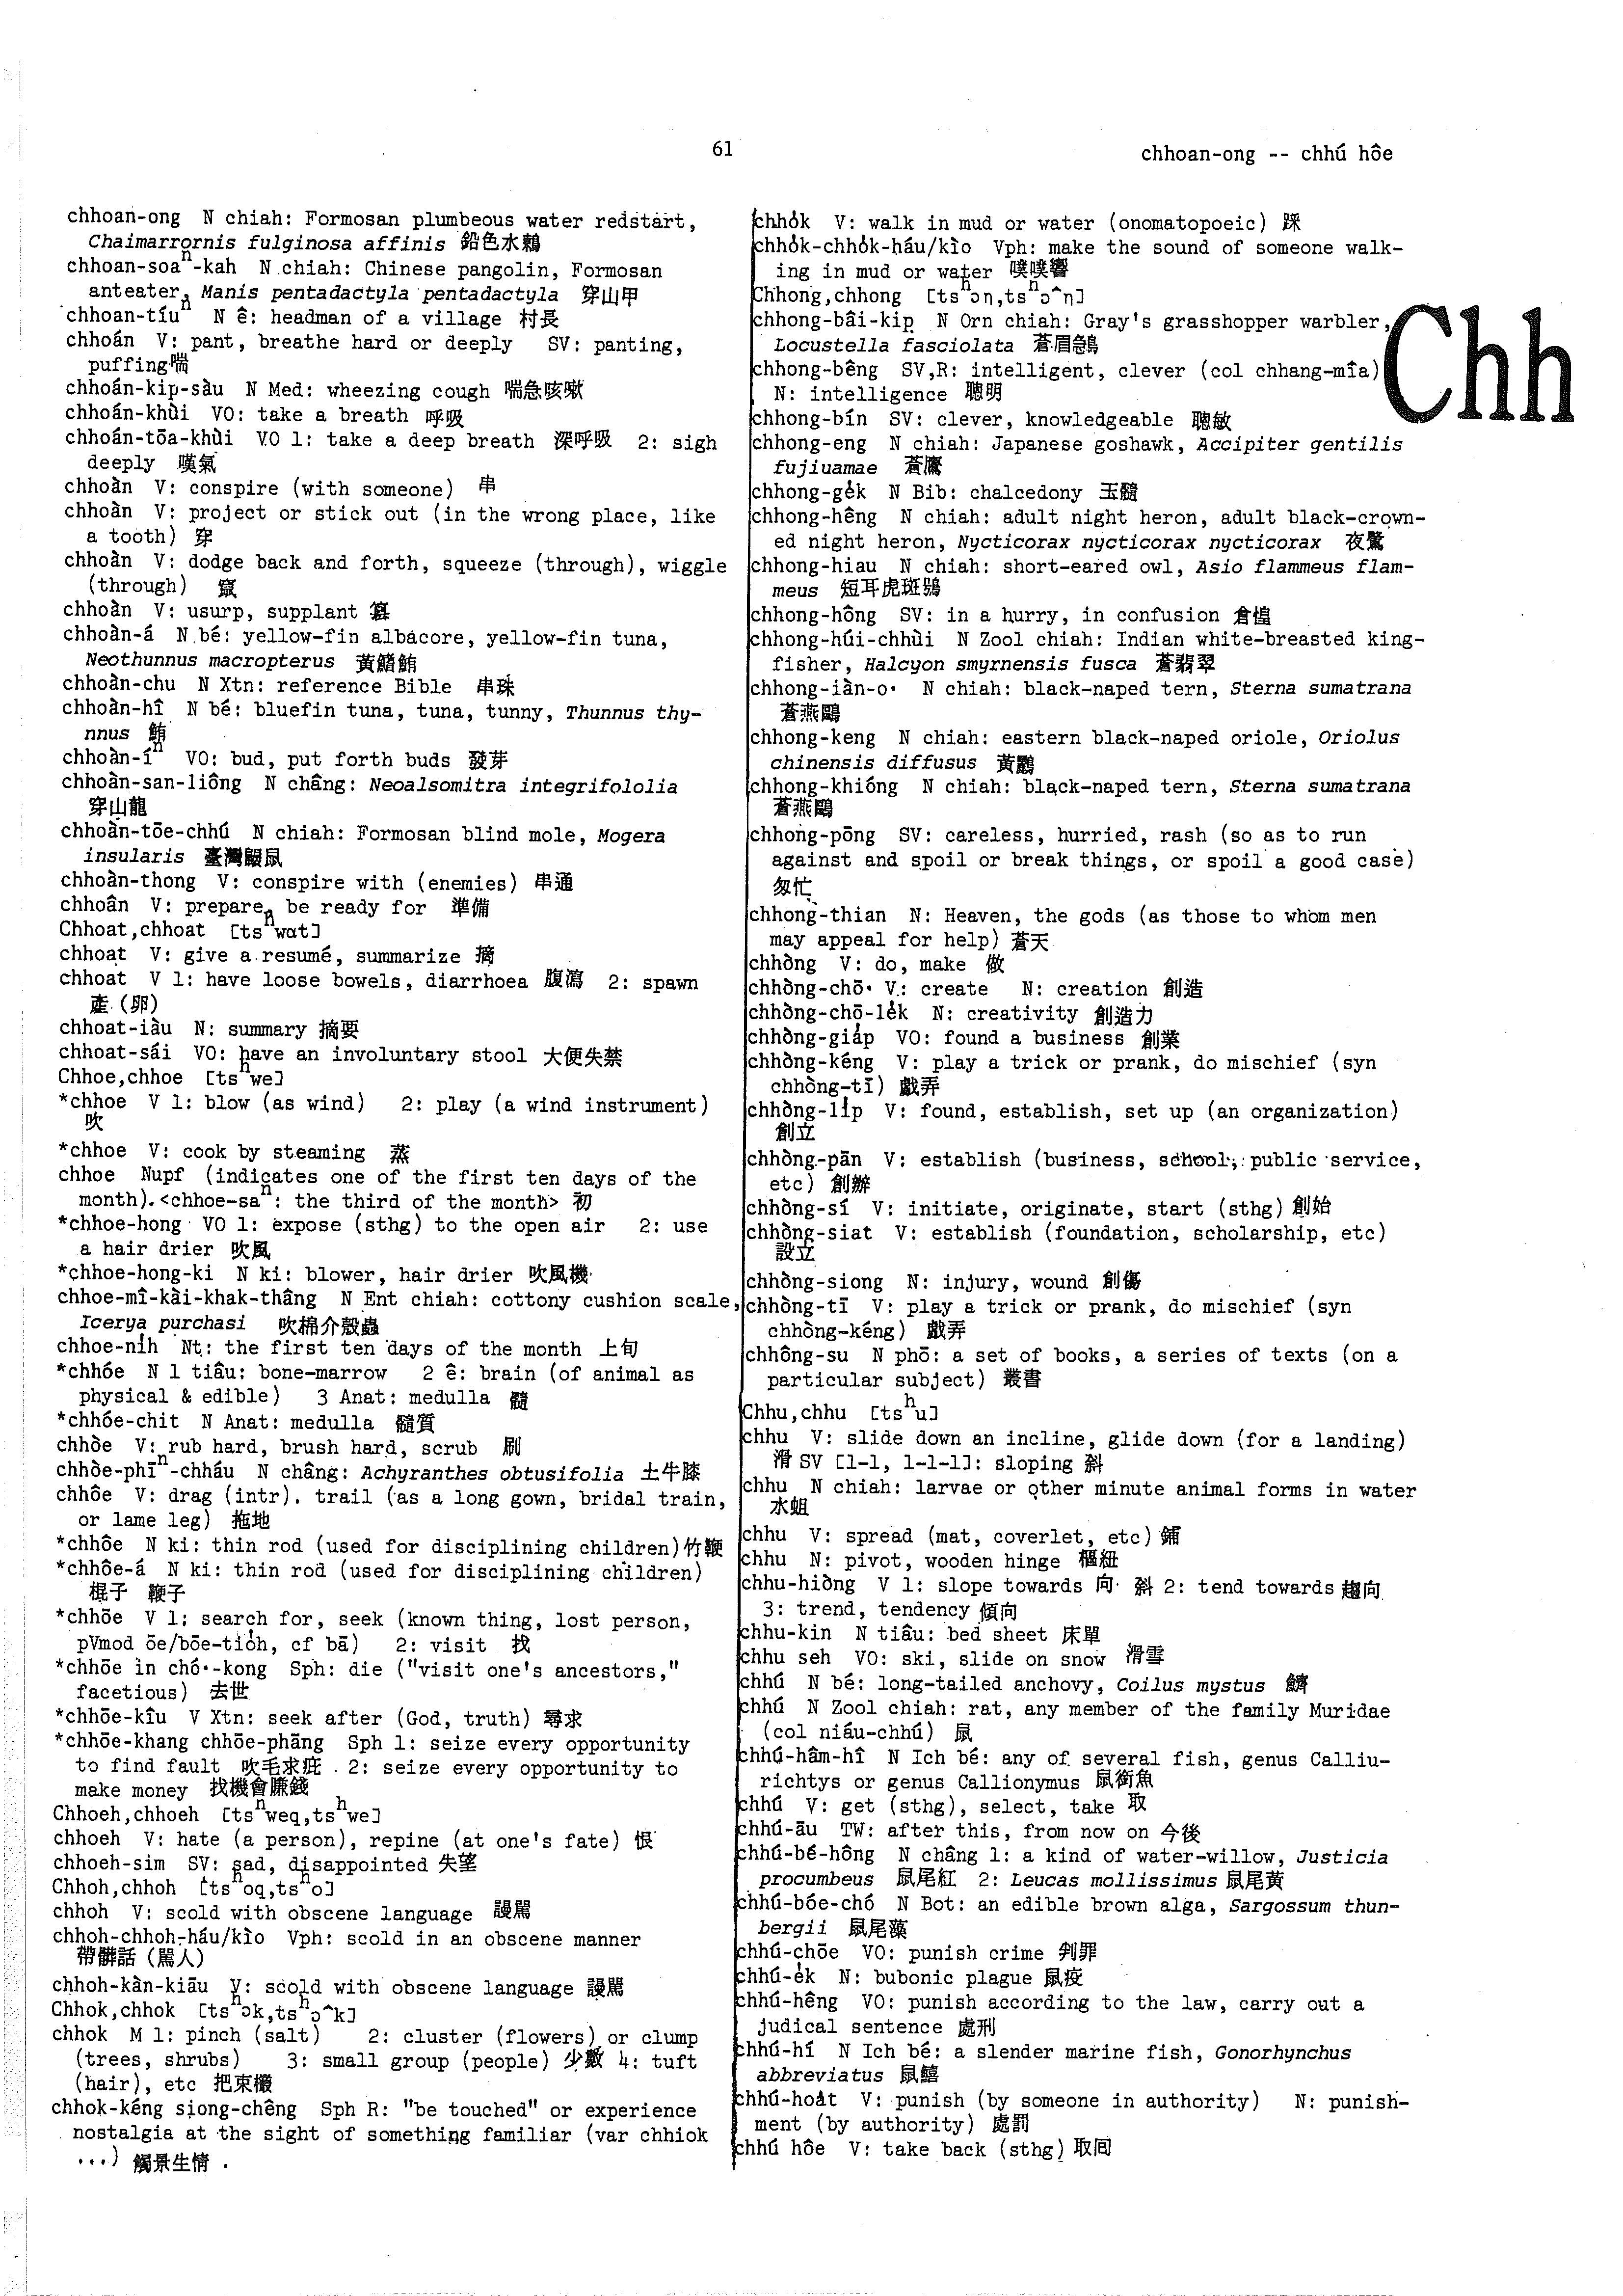 61
chhoan-ong -- chhú hôe
chhoan-ong N chiah: Formosan plumbeous water redstart,
Chaimarrornis fulginosa affinis 鉛色水鶇
chhoan-soaⁿ-kah N chiah: Chinese pangolin, Formosan
anteater, Manis pentadactyla pentadactyla 穿山甲
chhoan-tíuⁿ N ê: headman of a village 村長
chhoán V: pant, breathe hard or deeply SV: panting,
puffing 喘
chhoán-kip-sàu N Med: wheezing cough 喘急咳嗽
chhoán-khùi VO: take a breath 呼吸
chhoán-tōa-khùi VO 1: take a deep breath 深呼吸 2: sigh
deeply 嘆氣
chhoàn V: conspire (with someone) 串
chhoàn V: project or stick out (in the wrong place, like
a tooth) 穿
chhoàn V: dodge back and forth, squeeze (through), wiggle
(through) 竄
chhoàn V: usurp, supplant 篡
chhoàn-á N bé: yellow-fin albacore, yellow-fin tuna,
Neothunnus macropterus 黃鰭鮪
chhoàn-chu N Xtn: reference Bible 串珠
chhoàn-hî N bé: bluefin tuna, tuna, tunny, Thunnus thy-
nnus 鮪
chhoàn-íⁿ VO: bud, put forth buds 發芽
chhoàn-san-liông N châng: Neoalsomitra integrifololia
穿山龍
chhoàn-tōe-chhú N chiah: Formosan blind mole, Mogera
insularis 臺灣鼹鼠
chhoàn-thong V: conspire with (enemies) 串通
chhoân V: prepare, be ready for 準備
Chhoat,chhoat [tsʰwɑt]
chhoat V: give a resumé, summarize 摘
chhoat V 1: have loose bowels, diarrhoea 腹瀉 2: spawn
產(卵)
chhoat-iàu N: summary 摘要
chhoat-sái VO: have an involuntary stool 大便失禁
Chhoe,chhoe [tsʰwe]
*chhoe V 1: blow (as wind) 2: play (a wind instrument)
吹
*chhoe V: cook by steaming 蒸
chhoe Nupf (indicates one of the first ten days of the
month).<chhoe-saⁿ: the third of the month> 初
*chhoe-hong VO 1: expose (sthg) to the open air 2: use
a hair drier 吹風
*chhoe-hong-ki N ki: blower, hair drier 吹風機
chhoe-mî-kài-khak-thâng N Ent chiah: cottony cushion scale,
Icerya purchasi 吹棉介殼蟲
chhoe-ni̍h Nt: the first ten days of the month 上旬
*chhóe N 1 tiâu: bone-marrow 2 ê: brain (of animal as
physical & edible) 3 Anat: medulla 髓
*chhóe-chit N Anat: medulla 髓質
chhòe V: rub hard, brush hard, scrub 刷
chhòe-phīⁿ-chháu N châng: Achyranthes obtusifolia 土牛膝
chhôe V: drag (intr). trail (as a long gown, bridal train,
or lame leg) 拖地
*chhôe N ki: thin rod (used for disciplining children) 竹鞭
*chhôe-á N ki: thin rod (used for disciplining children)
棍子 鞭子
*chhōe V 1: search for, seek (known thing, lost person,
pVmod ōe/bōe-tio̍h, cf bā) 2: visit 找
*chhōe in chó·-kong Sph: die ("visit one's ancestors,"
facetious) 去世
*chhōe-kîu V Xtn: seek after (God, truth) 尋求
*chhōe-khang chhōe-phāng Sph 1: seize every opportunity
to find fault 吹毛求疵 . 2: seize every opportunity to
make money 找機會賺錢
Chhoeh,chhoeh [tsʰweq,tsʰwe]
chhoeh V: hate (a person), repine (at one's fate) 恨
chhoeh-sim SV: sad, disappointed 失望
Chhoh,chhoh [tsʰoq,tsʰo]
chhoh V: scold with obscene language 謾罵
chhoh-chhoh-háu/kìo Vph: scold in an obscene manner
帶髒話(罵人)
chhoh-kàn-kiāu V: scold with obscene language 謾罵
Chhok,chhok [tsʰɔk,tsʰɔ^k]
chhok M 1: pinch (salt) 2: cluster (flowers) or clump
(trees, shrubs) 3: small group (people) 少數 4: tuft
(hair), etc 把束
chhok-kéng siong-chêng Sph R: "be touched" or experience
nostalgia at the sight of something familiar (var chhiok
...) 觸景生情 .
chho̍k V: walk in mud or water (onomatopoeic) 踩
chho̍k-chho̍k-háu/kìo Vph: make the sound of someone walk-
ing in mud or water 噗噗響
Chhong,chhong [tsʰɔŋ,tsʰɔ^ŋ]
chhong-bâi-kip N Orn chiah: Gray's grasshopper warbler,
Locustella fasciolata 蒼眉
chhong-bêng SV,R: intelligent, clever (col chhang-mîa)
N: intelligence 聰明
Chh
chhong-bín SV: clever, knowledgeable 聰敏
chhong-eng N chiah: Japanese goshawk, Accipiter gentilis
fujiuamae 蒼鷹
chhong-ge̍k N Bib: chalcedony 玉髓
chhong-hêng N chiah: adult night heron, adult black-crown-
ed night heron, Nycticorax nycticorax nycticorax 夜鷺
chhong-hiau N chiah: short-eared owl, Asio flammeus flam-
meus 短耳虎斑鴞
chhong-hông SV: in a hurry, in confusion 倉惶
chhong-húi-chhùi N Zool chiah: Indian white-breasted king-
fisher, Halcyon smyrnensis fusca 蒼翡翠
chhong-iàn-o· N chiah: black-naped tern, Sterna sumatrana
蒼燕鷗
chhong-keng N chiah: eastern black-naped oriole, Oriolus
chinensis diffusus 黃鸝
chhong-khióng N chiah: black-naped tern, Sterna sumatrana
蒼燕鷗
chhong-pōng SV: careless, hurried, rash (so as to run
against and spoil or break things, or spoil a good case)
匆忙
chhong-thian N: Heaven, the gods (as those to whom men
may appeal for help) 蒼天
chhòng V: do, make 做
chhòng-chō· V: create N: creation 創造
chhòng-chō-le̍k N: creativity 創造力
chhòng-gia̍p VO: found a business 創業
chhòng-kéng V: play a trick or prank, do mischief (syn
chhòng-tī) 戲弄
chhòng-li̍p V: found, establish, set up (an organization)
創立
chhòng-pān V: establish (business, school, public service,
etc) 創辦
chhòng-sí V: initiate, originate, start (sthg) 創始
chhòng-siat V: establish (foundation, scholarship, etc)
設立
chhòng-siong N: injury, wound 創傷
chhòng-tī V: play a trick or prank, do mischief (syn
chhòng-kéng) 戲弄
chhông-su N phō: a set of books, a series of texts (on a
particular subject) 叢書
Chhu,chhu [tsʰu]
chhu V: slide down an incline, glide down (for a landing)
滑 SV [1-1, 1-1-1]: sloping 斜
chhu N chiah: larvae or other minute animal forms in water
水蛆
chhu V: spread (mat, coverlet, etc) 鋪
chhu N: pivot, wooden hinge 樞紐
chhu-hiòng V 1: slope towards 向 斜 2: tend towards 趨向
3: trend, tendency 傾向
chhu-kin N tiâu: bed sheet 床單
chhu seh VO: ski, slide on snow 滑雪
chhú N bé: long-tailed anchovy, Coilus mystus 鱭
chhú N Zool chiah: rat, any member of the family Muridae
(col niáu-chhú) 鼠
chhú-hâm-hî N Ich bé: any of several fish, genus Calliu-
richtys or genus Callionymus 鼠銜魚
chhú V: get (sthg), select, take 取
chhú-āu TW: after this, from now on 今後
chhú-bé-hông N châng 1: a kind of water-willow, Justicia
procumbeus 鼠尾紅 2: Leucas mollissimus 鼠尾黃
chhú-bóe-chó N Bot: an edible brown alga, Sargossum thun-
bergii 鼠尾藻
chhú-chōe VO: punish crime 判罪
chhú-e̍k N: bubonic plague 鼠疫
chhú-hêng VO: punish according to the law, carry out a
judical sentence 處刑
chhú-hí N Ich bé: a slender marine fish, Gonorhynchus
abbreviatus 鼠鱚
chhú-hoa̍t V: punish (by someone in authority) N: punish-
ment (by authority) 處罰
chhú hôe V: take back (sthg) 取回